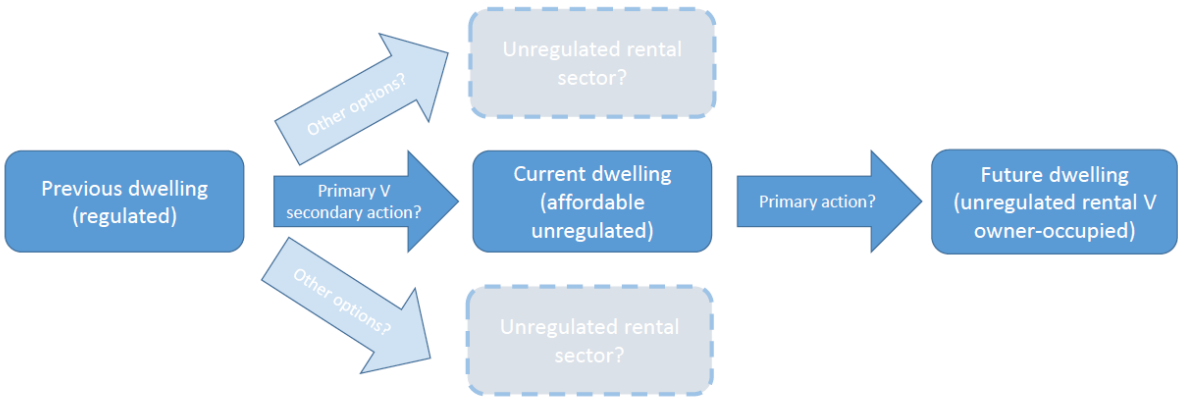 Unregulated rental
sector?
Other options?
Previous dwelling
(regulated)
Primary V
secondary action?
Current dwelling
(affordable
unregulated)
Primary action?
Future dwelling
(unregulated rental V
owner-occupied)
Other options?
Unregulated rental
sector?